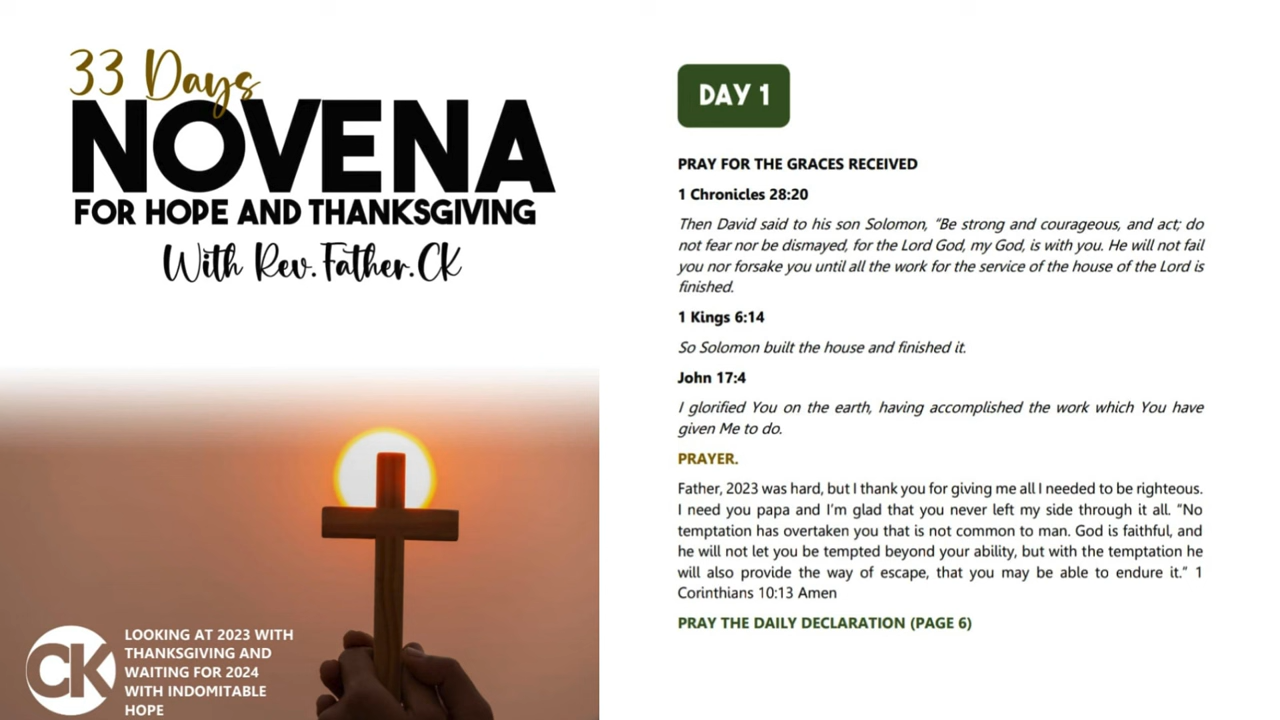 33 Days
NOVENA
FOR HOPE AND THANKSGIVING
With Rev.Father.CK
CK
LOOKING AT 2023 WITH
THANKSGIVING AND
WAITING FOR 2024
WITH INDOMITABLE
HOPE
DAY 1
PRAY FOR THE GRACES RECEIVED
1 Chronicles 28:20
Then David said to his son Solomon, “Be strong and courageous, and act; do
not fear nor be dismayed, for the Lord God, my God, is with you. He will not fail
you nor forsake you until all the work for the service of the house of the Lord is
finished.
1 Kings 6:14
So Solomon built the house and finished it.
John 17:4
I glorified You on the earth, having accomplished the work which You have
given Me to do.
PRAYER.
Father, 2023 was hard, but I thank you for giving me all I needed to be righteous.
I need you papa and I’m glad that you never left my side through it all. “No
temptation has overtaken you that is not common to man. God is faithful, and
he will not let you be tempted beyond your ability, but with the temptation he
will also provide the way of escape, that you may be able to endure it.” 1
Corinthians 10:13 Amen
PRAY THE DAILY DECLARATION (PAGE 6)